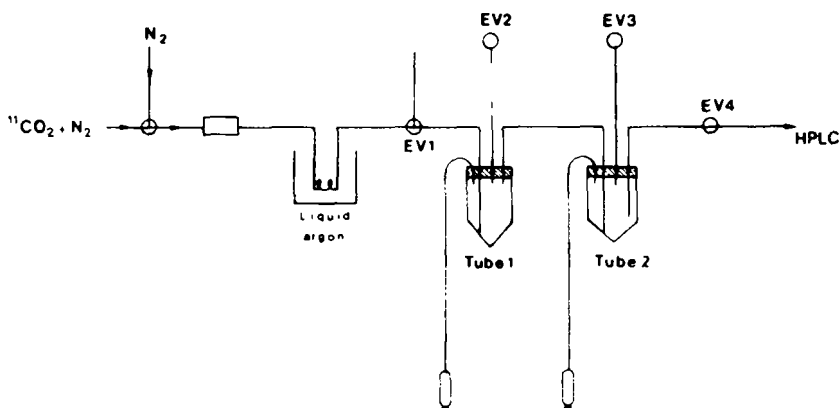 EV2
EV3
N₂
¹¹CO₂ + N₂
EV1
EV4
HPLC
Liquid
argon
Tube 1
Tube 2